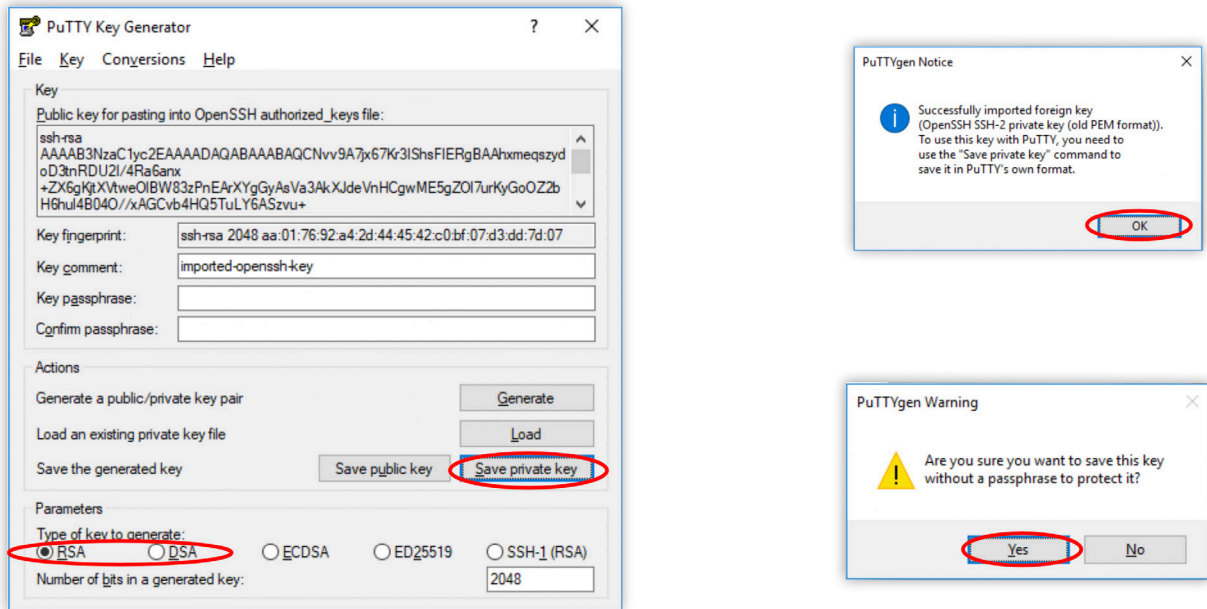 PuTTY Key Generator ? ×
File Key Conversions Help
Key
Public key for pasting into OpenSSH authorized_keys file:
ssh-rsa
AAAAB3NzaC1yc2EAAAADAQABAAABAQCNvv9A7jx67Kr3IShsFIERgBAAhxmeqszyd
oD3tnRDU2I/4Ra6anx
+ZX6gKjtXVtweOIBW83zPnEArXYgGyAsVa3AkXJdeVnHCgwME5gZOI7urKyGoOZ2b
H6hul4B04O//xAGCvb4HQ5TuLY6ASzvu+
Key fingerprint: ssh-rsa 2048 aa:01:76:92:a4:2d:44:45:42:c0:bf:07:d3:dd:7d:07
Key comment: imported-openssh-key
Key passphrase:
Confirm passphrase:
Actions
Generate a public/private key pair Generate
Load an existing private key file Load
Save the generated key Save public key Save private key
Parameters
Type of key to generate:
RSA DSA ECDSA ED25519 SSH-1 (RSA)
Number of bits in a generated key: 2048
PuTTYgen Notice ×
Successfully imported foreign key
(OpenSSH SSH-2 private key (old PEM format)).
To use this key with PuTTY, you need to
use the "Save private key" command to
save it in PuTTY's own format.
OK
PuTTYgen Warning ×
Are you sure you want to save this key
without a passphrase to protect it?
Yes No